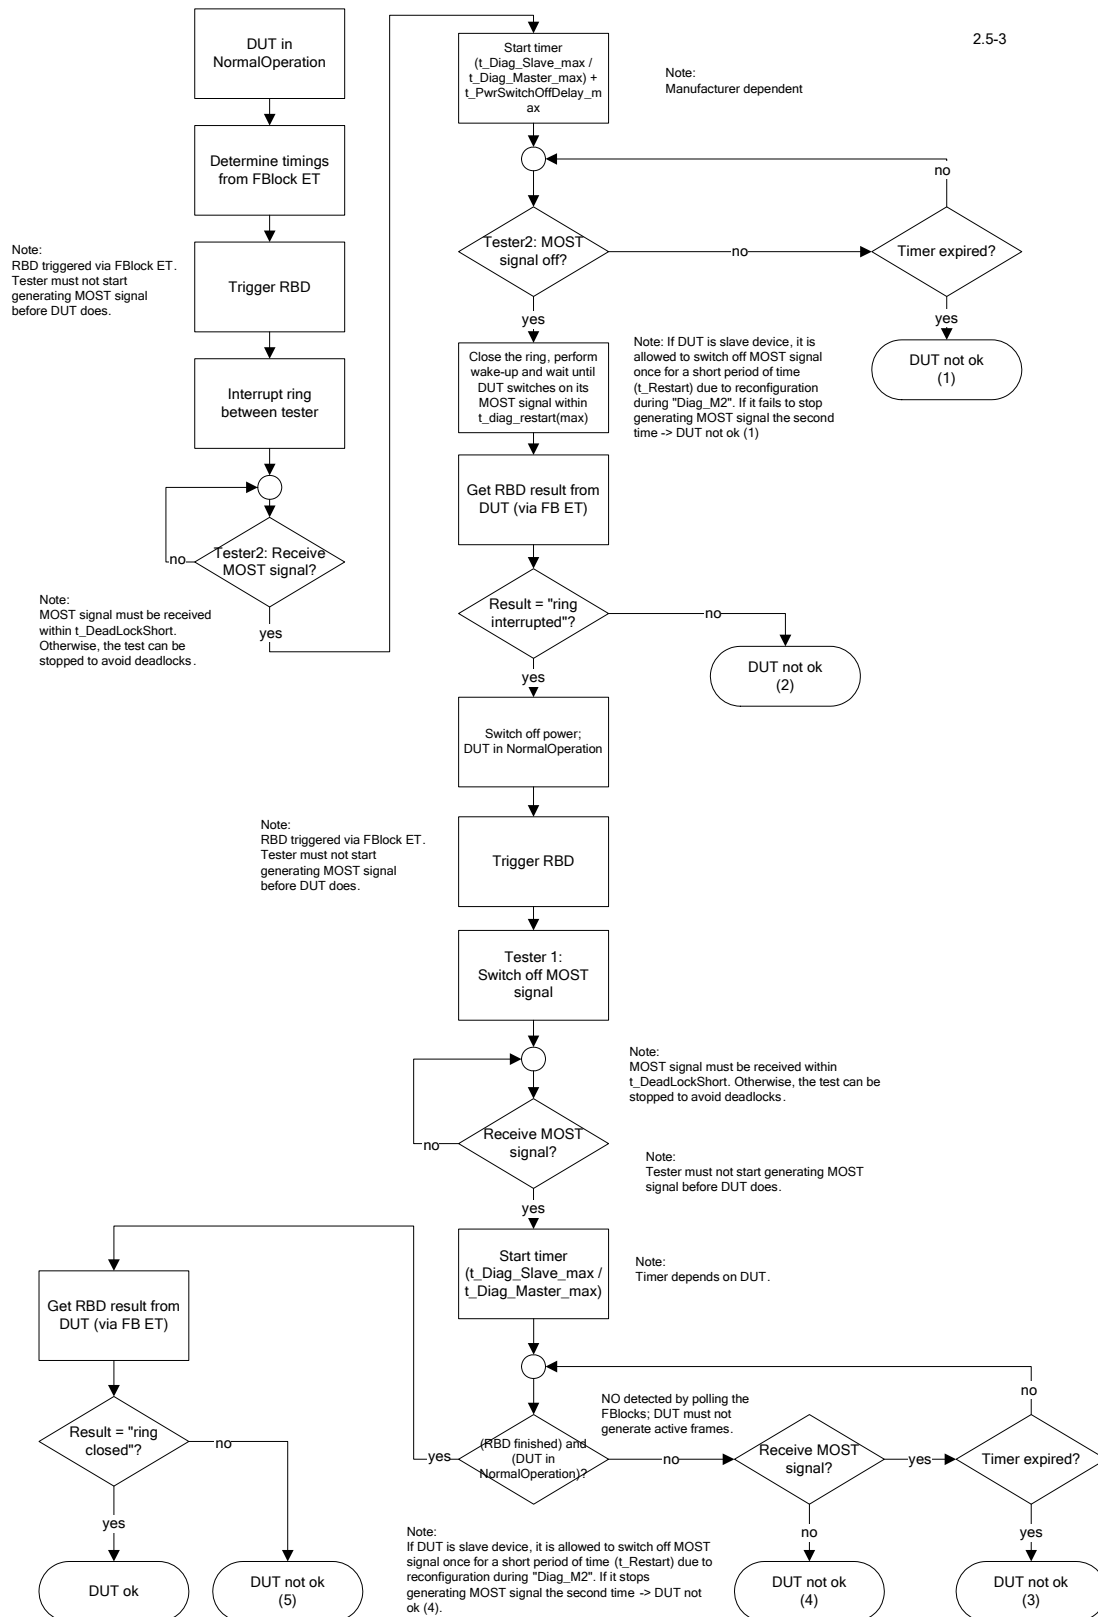 2.5-3
DUT in
NormalOperation
Determine timings
from FBlock ET
Note:
RBD triggered via FBlock ET.
Tester must not start
generating MOST signal
before DUT does.
Trigger RBD
Interrupt ring
between tester
Tester2: Receive
MOST signal?
no
yes
Note:
MOST signal must be received
within t_DeadLockShort.
Otherwise, the test can be
stopped to avoid deadlocks.
Start timer
(t_Diag_Slave_max /
t_Diag_Master_max) +
t_PwrSwitchOffDelay_m
ax
Note:
Manufacturer dependent
Tester2: MOST
signal off?
no
Timer expired?
no
yes
DUT not ok
(1)
yes
Close the ring, perform
wake-up and wait until
DUT switches on its
MOST signal within
t_diag_restart(max)
Note: If DUT is slave device, it is
allowed to switch off MOST signal
once for a short period of time
(t_Restart) due to reconfiguration
during "Diag_M2". If it fails to stop
generating MOST signal the second
time -> DUT not ok (1)
Get RBD result from
DUT (via FB ET)
Result = "ring
interrupted"?
no
DUT not ok
(2)
yes
Switch off power;
DUT in NormalOperation
Note:
RBD triggered via FBlock ET.
Tester must not start
generating MOST signal
before DUT does.
Trigger RBD
Tester 1:
Switch off MOST
signal
Note:
MOST signal must be received within
t_DeadLockShort. Otherwise, the test can be
stopped to avoid deadlocks.
Receive MOST
signal?
no
Note:
Tester must not start generating MOST
signal before DUT does.
yes
Start timer
(t_Diag_Slave_max /
t_Diag_Master_max)
Note:
Timer depends on DUT.
(RBD finished) and
(DUT in
NormalOperation)?
yes
no
NO detected by polling the
FBlocks; DUT must not
generate active frames.
Receive MOST
signal?
yes
Timer expired?
no
no
yes
DUT not ok
(4)
DUT not ok
(3)
Note:
If DUT is slave device, it is allowed to switch off MOST
signal once for a short period of time (t_Restart) due to
reconfiguration during "Diag_M2". If it stops
generating MOST signal the second time -> DUT not
ok (4).
Get RBD result from
DUT (via FB ET)
Result = "ring
closed"?
no
yes
DUT ok
DUT not ok
(5)